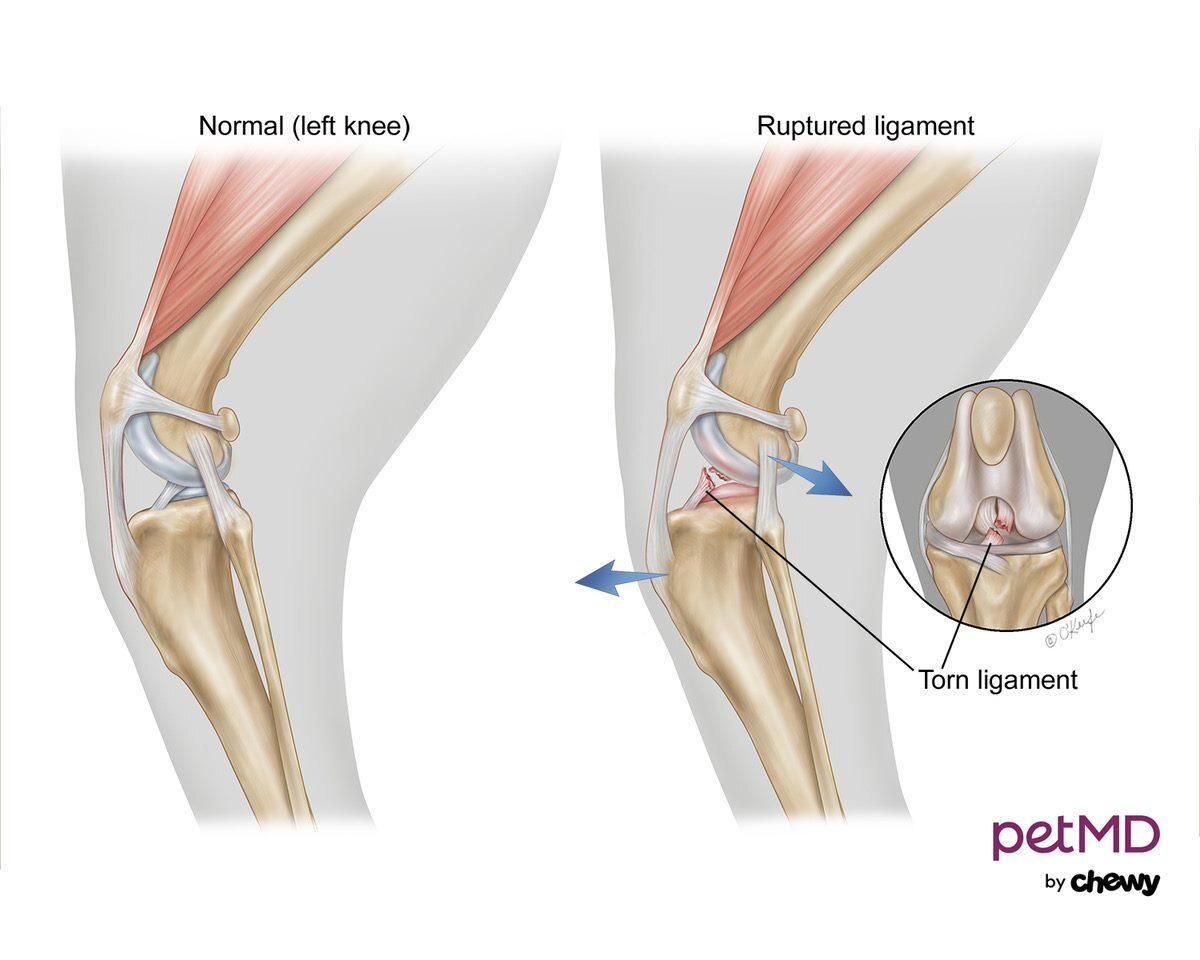 Normal (left knee)
Ruptured ligament
Torn ligament
petMD
by chewy